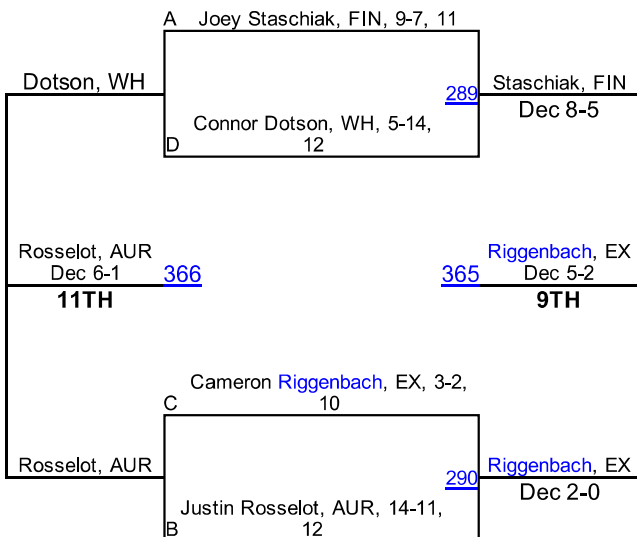 A Joey Staschiak, FIN, 9-7, 11
Dotson, WH
289
Staschiak, FIN
Dec 8-5
Connor Dotson, WH, 5-14,
D 12
Rosselot, AUR
Dec 6-1
11TH
366
365
Riggenbach, EX
Dec 5-2
9TH
Cameron Riggenbach, EX, 3-2,
C 10
Rosselot, AUR
290
Riggenbach, EX
Dec 2-0
Justin Rosselot, AUR, 14-11,
B 12